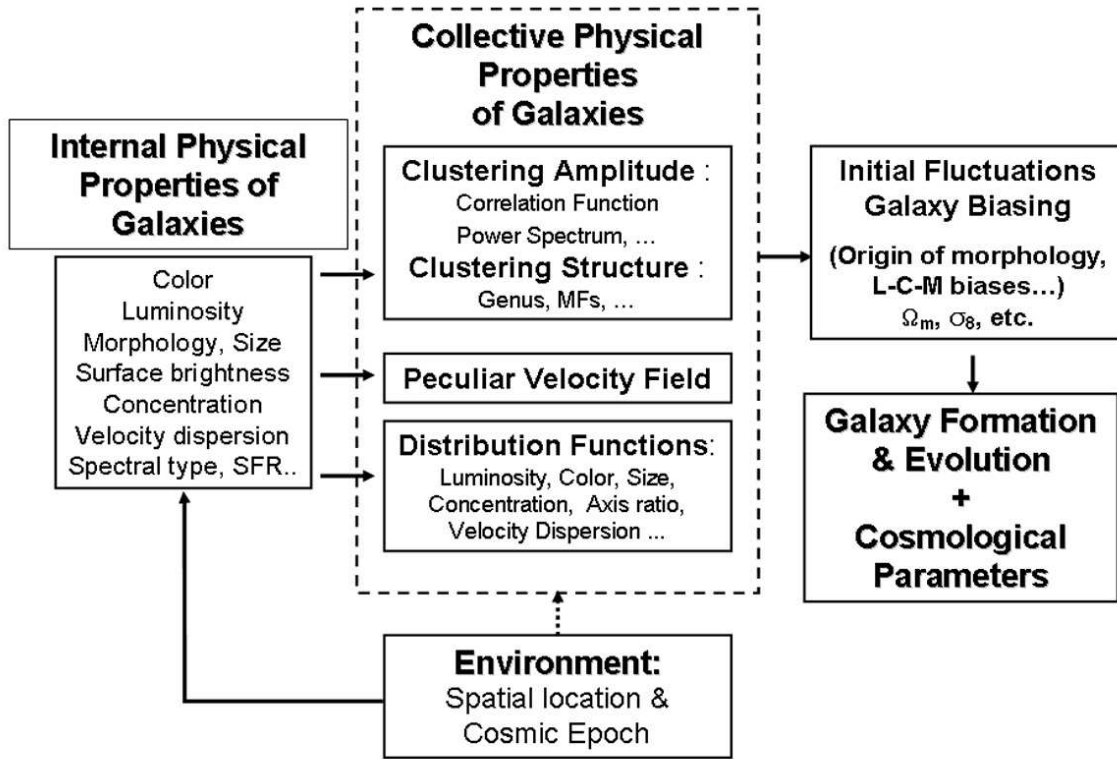 Collective Physical
Properties
of Galaxies
Internal Physical
Properties of
Galaxies
Color
Luminosity
Morphology, Size
Surface brightness
Concentration
Velocity dispersion
Spectral type, SFR..
Clustering Amplitude :
Correlation Function
Power Spectrum, ...
Clustering Structure :
Genus, MFs, ...
Peculiar Velocity Field
Distribution Functions:
Luminosity, Color, Size,
Concentration, Axis ratio,
Velocity Dispersion ...
Initial Fluctuations
Galaxy Biasing
(Origin of morphology,
L-C-M biases...)
Ωm, σ8, etc.
Galaxy Formation
& Evolution
+
Cosmological
Parameters
Environment:
Spatial location &
Cosmic Epoch